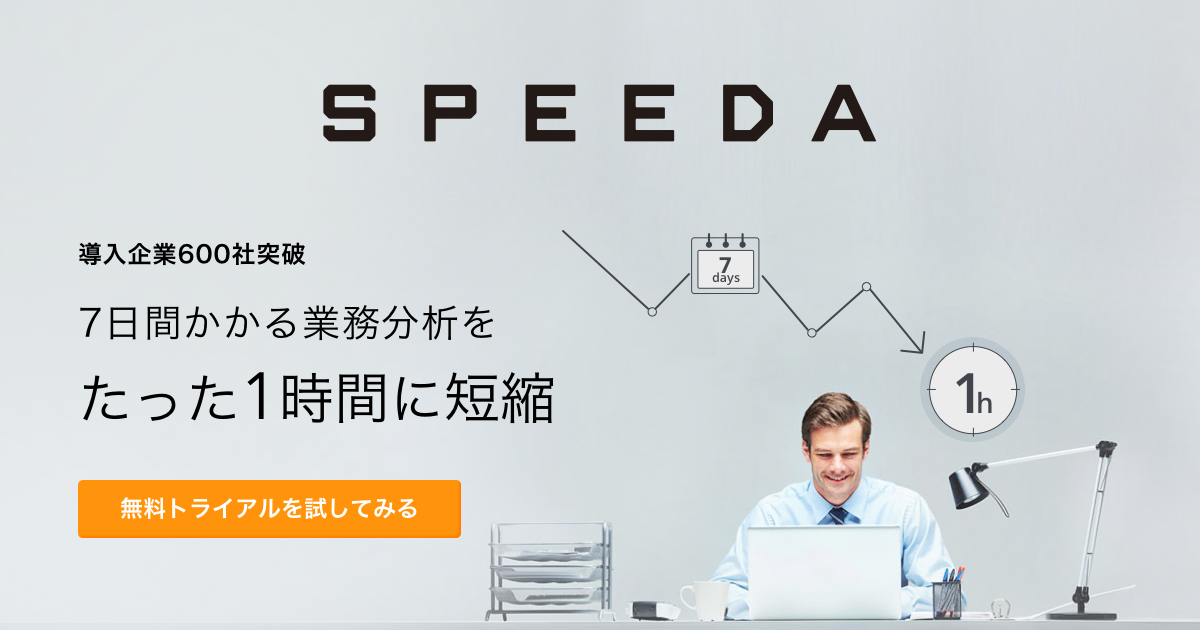 SPEEDA
導入企業600社突破
7日間かかる業務分析を
たった1時間に短縮
無料トライアルを試してみる
7
days
1h